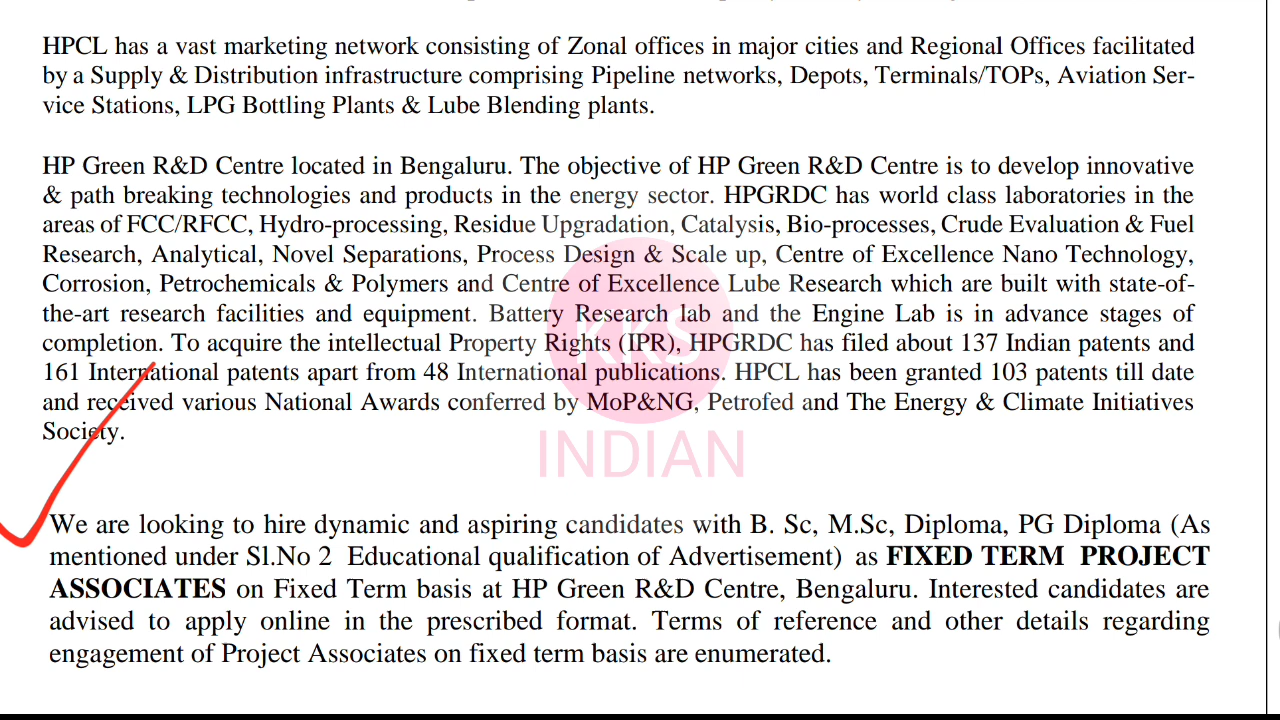 HPCL has a vast marketing network consisting of Zonal offices in major cities and Regional Offices facilitated
by a Supply & Distribution infrastructure comprising Pipeline networks, Depots, Terminals/TOPs, Aviation Ser-
vice Stations, LPG Bottling Plants & Lube Blending plants.
HP Green R&D Centre located in Bengaluru. The objective of HP Green R&D Centre is to develop innovative
& path breaking technologies and products in the energy sector. HPGRDC has world class laboratories in the
areas of FCC/RFCC, Hydro-processing, Residue Upgradation, Catalysis, Bio-processes, Crude Evaluation & Fuel
Research, Analytical, Novel Separations, Process Design & Scale up, Centre of Excellence Nano Technology,
Corrosion, Petrochemicals & Polymers and Centre of Excellence Lube Research which are built with state-of-
the-art research facilities and equipment. Battery Research lab and the Engine Lab is in advance stages of
completion. To acquire the intellectual Property Rights (IPR), HPGRDC has filed about 137 Indian patents and
161 International patents apart from 48 International publications. HPCL has been granted 103 patents till date
and received various National Awards conferred by MoP&NG, Petrofed and The Energy & Climate Initiatives
Society.
KKS
INDIAN
We are looking to hire dynamic and aspiring candidates with B. Sc, M.Sc, Diploma, PG Diploma (As
mentioned under Sl.No 2 Educational qualification of Advertisement) as FIXED TERM PROJECT
ASSOCIATES on Fixed Term basis at HP Green R&D Centre, Bengaluru. Interested candidates are
advised to apply online in the prescribed format. Terms of reference and other details regarding
engagement of Project Associates on fixed term basis are enumerated.